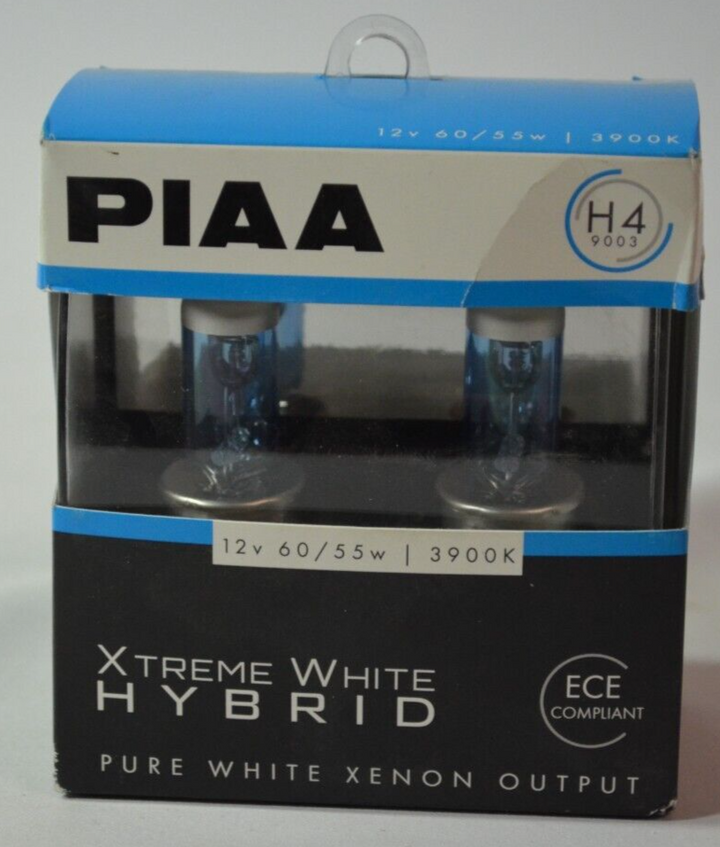 12v 60/55w | 3900K
PIAA
H4
9003
12v 60/55w | 3900K
XTREME WHITE
HYBRID
ECE
COMPLIANT
PURE WHITE XENON OUTPUT